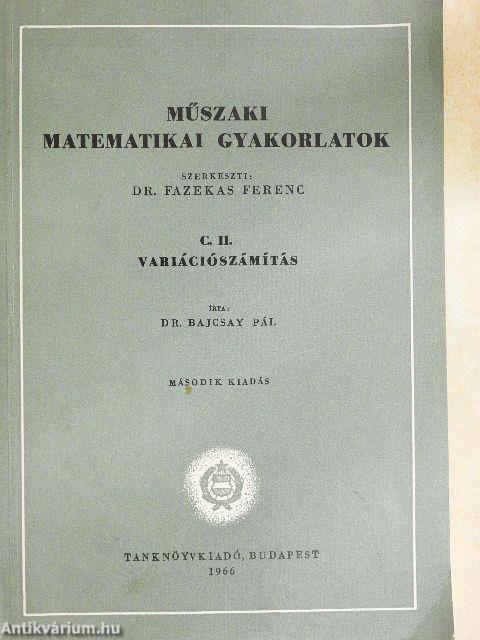 MŰSZAKI
MATEMATIKAI GYAKORLATOK
SZERKESZTI:
DR. FAZEKAS FERENC
C. II.
VARIÁCIÓSZÁMÍTÁS
ÍRTA:
DR. BAJCSAY PÁL
MÁSODIK KIADÁS
TANKÖNYVKIADÓ, BUDAPEST
1966
Antikvárium.hu